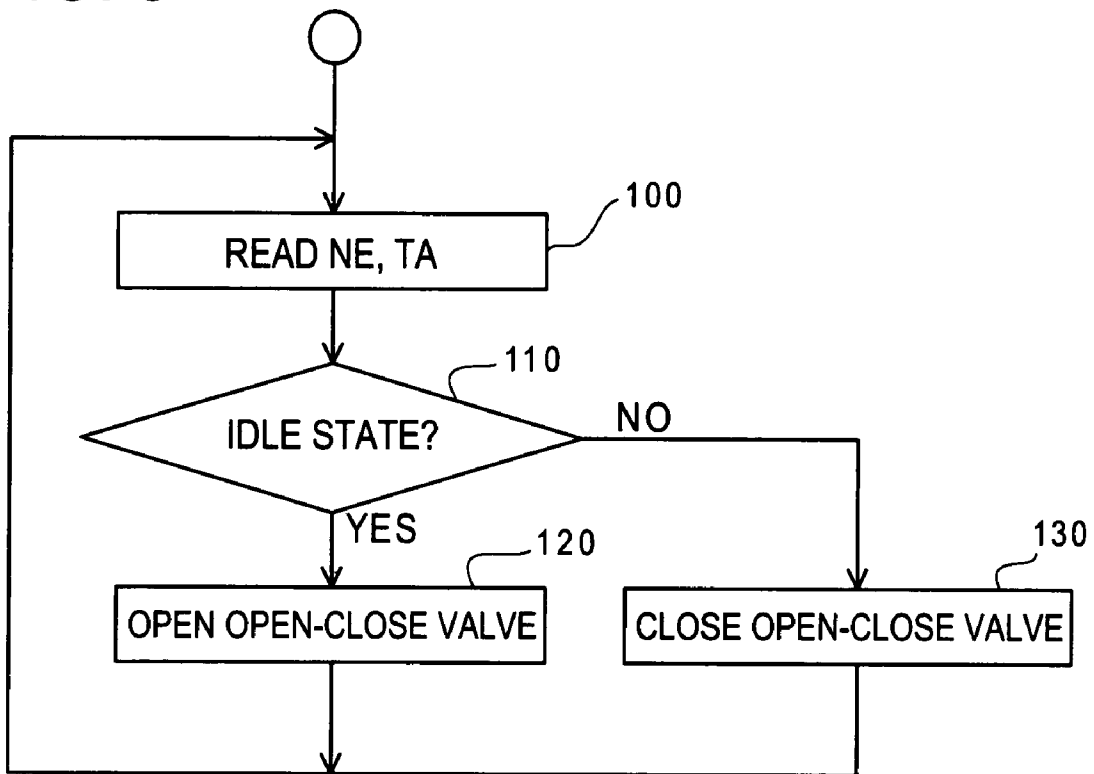 100
READ NE, TA
110
IDLE STATE?
NO
YES
120
130
OPEN OPEN-CLOSE VALVE
CLOSE OPEN-CLOSE VALVE